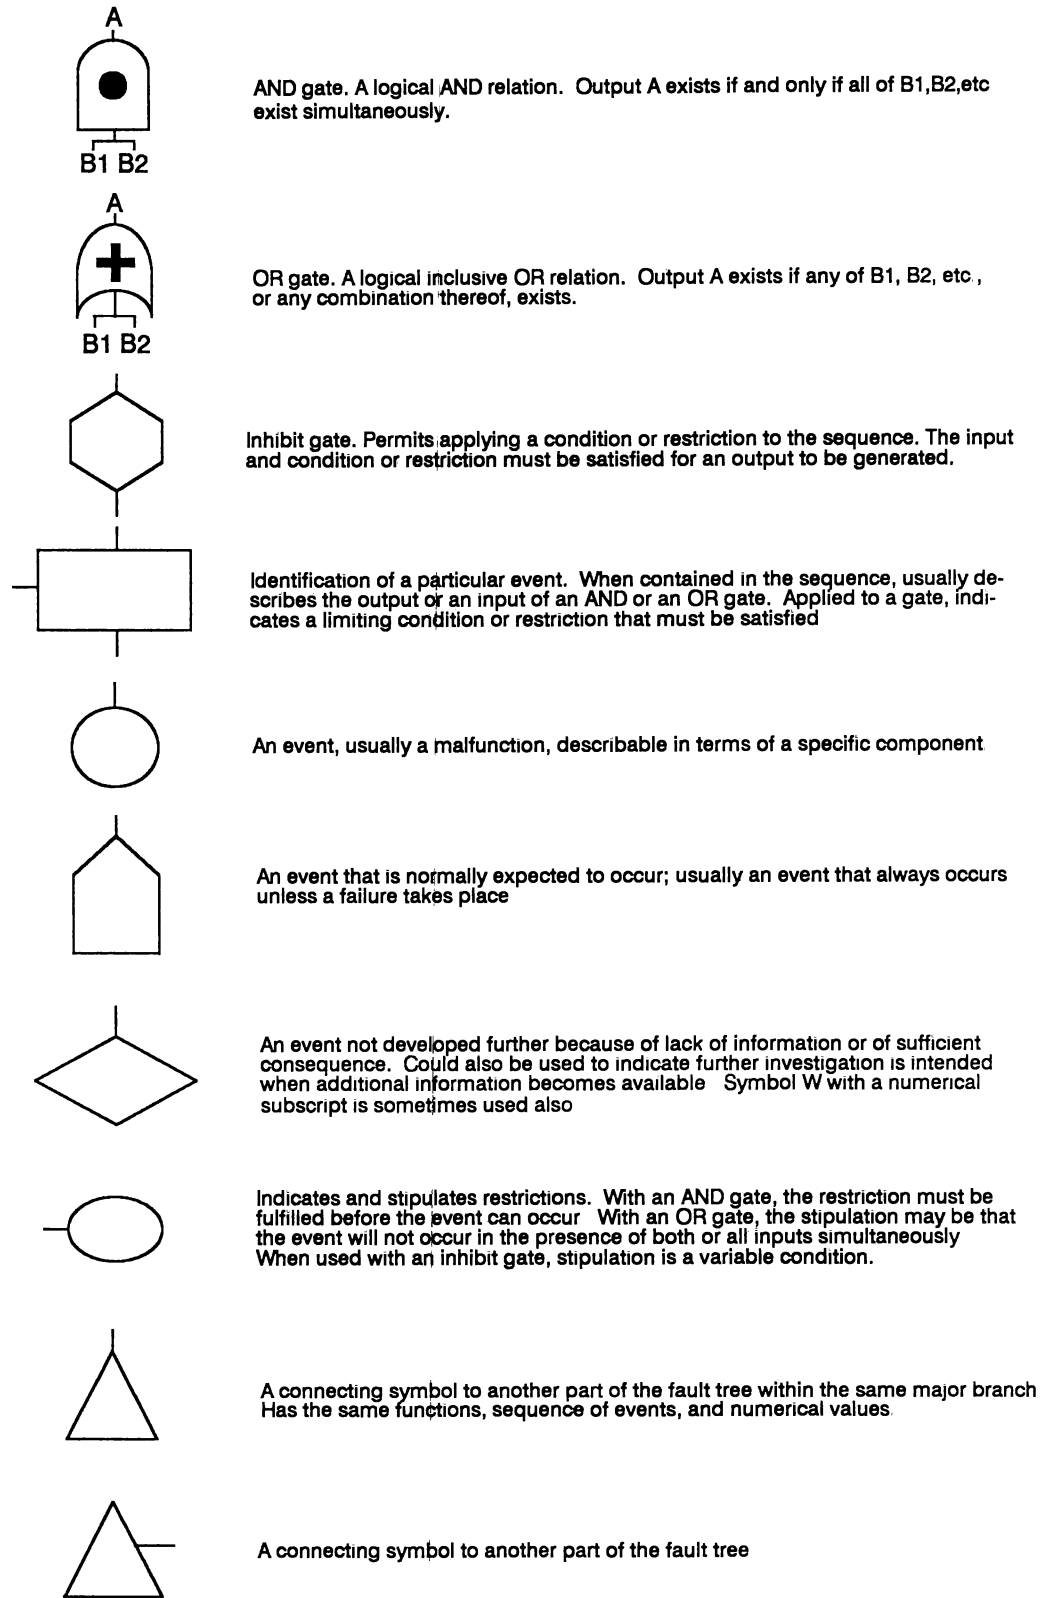 A
AND gate. A logical AND relation. Output A exists if and only if all of B1,B2,etc
exist simultaneously.
B1 B2
A
OR gate. A logical inclusive OR relation. Output A exists if any of B1, B2, etc.,
or any combination thereof, exists.
B1 B2
Inhibit gate. Permits applying a condition or restriction to the sequence. The input
and condition or restriction must be satisfied for an output to be generated.
Identification of a particular event. When contained in the sequence, usually de-
scribes the output or an input of an AND or an OR gate. Applied to a gate, indi-
cates a limiting condition or restriction that must be satisfied
An event, usually a malfunction, describable in terms of a specific component.
An event that is normally expected to occur; usually an event that always occurs
unless a failure takes place
An event not developed further because of lack of information or of sufficient
consequence. Could also be used to indicate further investigation is intended
when additional information becomes available Symbol W with a numerical
subscript is sometimes used also
Indicates and stipulates restrictions. With an AND gate, the restriction must be
fulfilled before the event can occur With an OR gate, the stipulation may be that
the event will not occur in the presence of both or all inputs simultaneously
When used with an inhibit gate, stipulation is a variable condition.
A connecting symbol to another part of the fault tree within the same major branch
Has the same functions, sequence of events, and numerical values.
A connecting symbol to another part of the fault tree